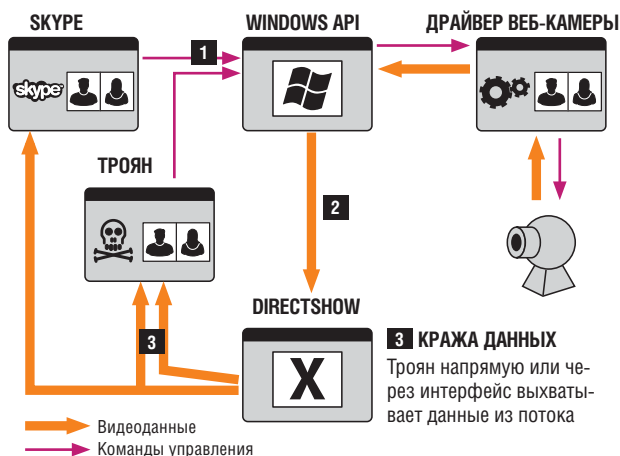 SKYPE
WINDOWS API
ДРАЙВЕР ВЕБ-КАМЕРЫ
1
skype
ТРОЯН
2
DIRECTSHOW
3
X
3 КРАЖА ДАННЫХ
Троян напрямую или че-
рез интерфейс выхваты-
вает данные из потока
Видеоданные
Команды управления